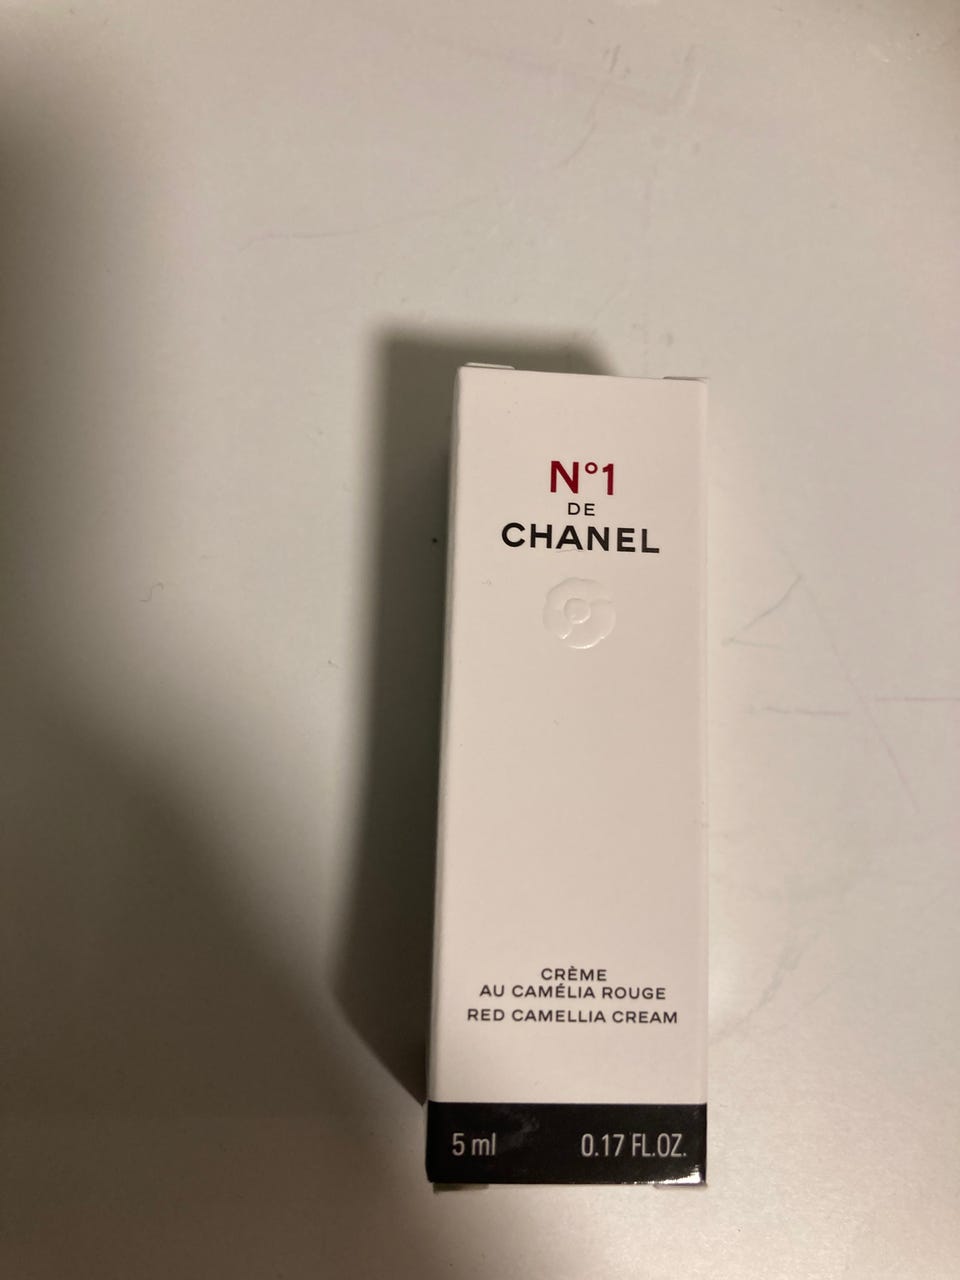 N°1
DE
CHANEL
CRÈME
AU CAMÉLIA ROUGE
RED CAMELLIA CREAM
5 ml 0.17 FL.OZ.